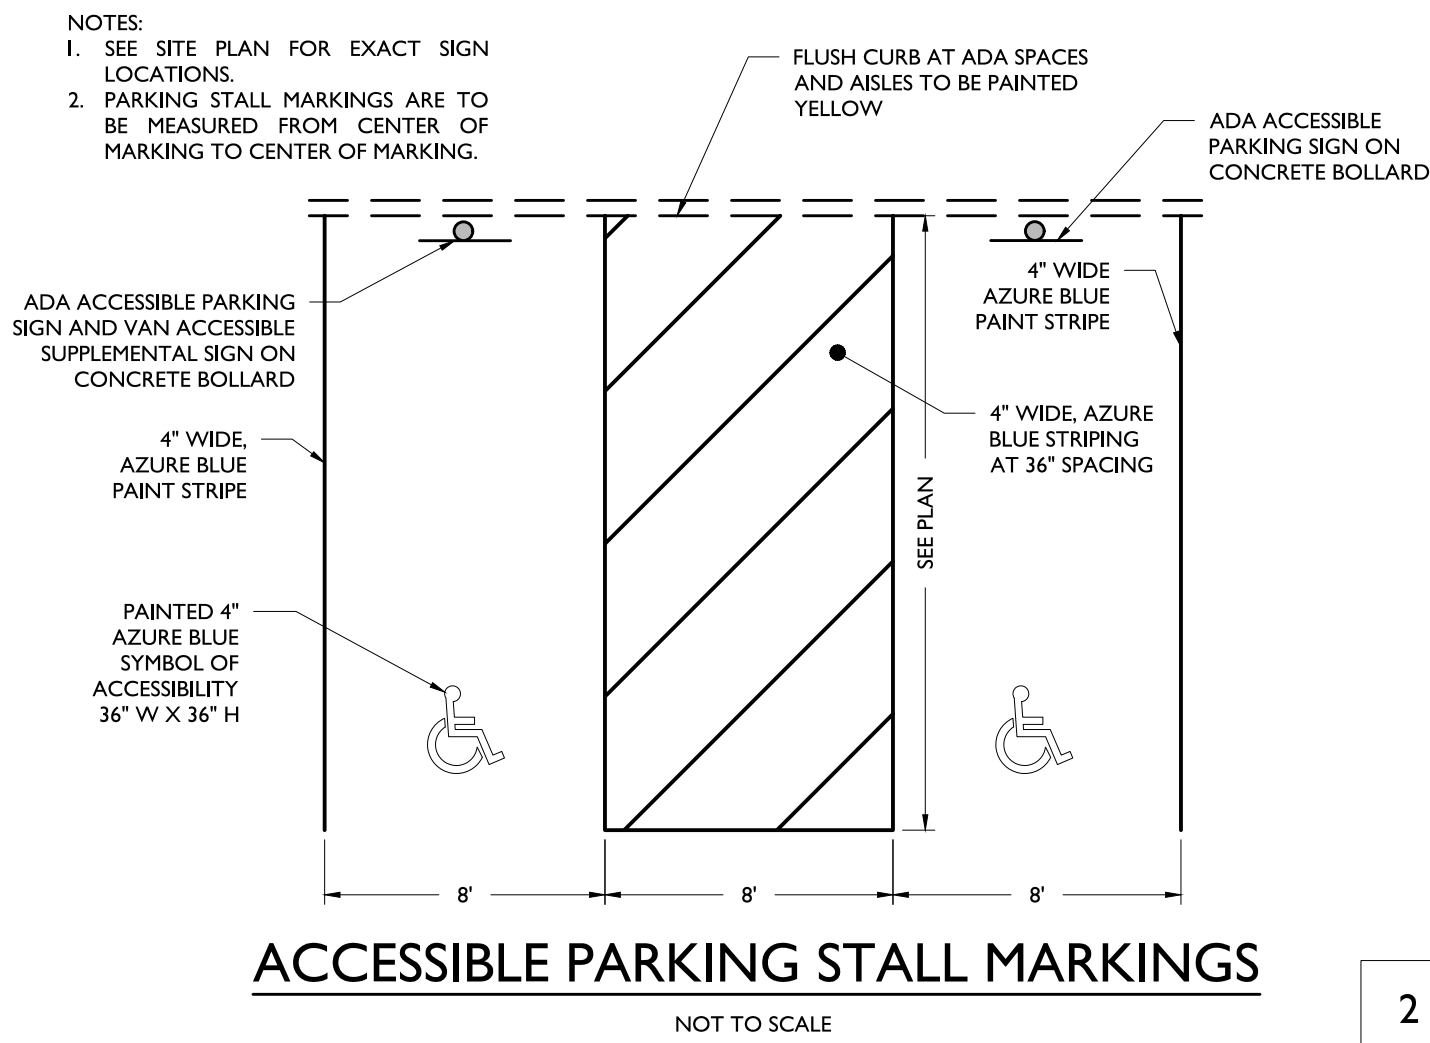 NOTES:
1. SEE SITE PLAN FOR EXACT SIGN
LOCATIONS.
2. PARKING STALL MARKINGS ARE TO
BE MEASURED FROM CENTER OF
MARKING TO CENTER OF MARKING.
FLUSH CURB AT ADA SPACES
AND AISLES TO BE PAINTED
YELLOW
ADA ACCESSIBLE
PARKING SIGN ON
CONCRETE BOLLARD
ADA ACCESSIBLE PARKING
SIGN AND VAN ACCESSIBLE
SUPPLEMENTAL SIGN ON
CONCRETE BOLLARD
4" WIDE
AZURE BLUE
PAINT STRIPE
4" WIDE,
AZURE BLUE
PAINT STRIPE
4" WIDE, AZURE
BLUE STRIPING
AT 36" SPACING
SEE PLAN
PAINTED 4"
AZURE BLUE
SYMBOL OF
ACCESSIBILITY
36" W X 36" H
8'
8'
8'
ACCESSIBLE PARKING STALL MARKINGS
NOT TO SCALE
2